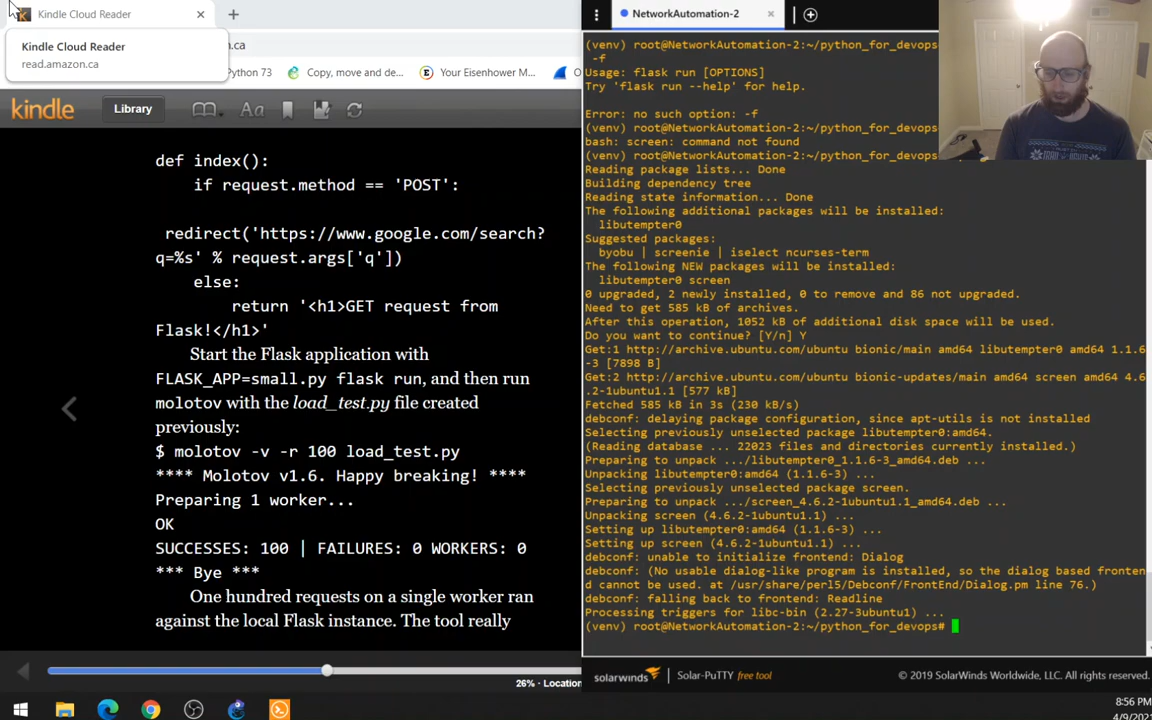 Kindle Cloud Reader
Kindle Cloud Reader
read.amazon.ca
n.ca
ython 73
Copy, move or de...
Your Eisenhower M...
kindle
Library
Aa
def index():
if request.method == 'POST':
redirect('https://www.google.com/search?
q=%s' % request.args['q'])
else:
return '<h1>GET request from
Flask!</h1>'
Start the Flask application with
FLASK_APP=small.py flask run, and then run
molotov with the load_test.py file created
previously:
$ molotov -v -r 100 load_test.py
**** Molotov v1.6. Happy breaking! ****
Preparing 1 worker...
OK
SUCCESSES: 100 | FAILURES: 0 WORKERS: 0
*** Bye ***
One hundred requests on a single worker ran
against the local Flask instance. The tool really
26% · Location
NetworkAutomation-2
(venv) root@NetworkAutomation-2:~/python_for_devops
-f
Usage: flask run [OPTIONS]
Try 'flask run --help' for help.
Error: no such option: -f
(venv) root@NetworkAutomation-2:~/python_for_devops
bash: screen: command not found
(venv) root@NetworkAutomation-2:~/python_for_devops
Reading package lists... Done
Building dependency tree
Reading state information... Done
The following additional packages will be installed:
libutempter0
Suggested packages:
byobu | screenie | iselect ncurses-term
The following NEW packages will be installed:
libutempter0 screen
0 upgraded, 2 newly installed, 0 to remove and 86 not upgraded.
Need to get 585 kB of archives.
After this operation, 1052 kB of additional disk space will be used.
Do you want to continue? [Y/n] Y
Get:1 http://archive.ubuntu.com/ubuntu bionic/main amd64 libutempter0 amd64 1.1.6
-3 [7898 B]
Get:2 http://archive.ubuntu.com/ubuntu bionic-updates/main amd64 screen amd64 4.6
.2-1ubuntu1.1 [577 kB]
Fetched 585 kB in 3s (230 kB/s)
debconf: delaying package configuration, since apt-utils is not installed
Selecting previously unselected package libutempter0:amd64.
(Reading database ... 22023 files and directories currently installed.)
Preparing to unpack .../libutempter0_1.1.6-3_amd64.deb ...
Unpacking libutempter0:amd64 (1.1.6-3) ...
Selecting previously unselected package screen.
Preparing to unpack .../screen_4.6.2-1ubuntu1.1_amd64.deb ...
Unpacking screen (4.6.2-1ubuntu1.1) ...
Setting up libutempter0:amd64 (1.1.6-3) ...
Setting up screen (4.6.2-1ubuntu1.1) ...
debconf: unable to initialize frontend: Dialog
debconf: (No usable dialog-like program is installed, so the dialog based fronten
d cannot be used. at /usr/share/perl5/Debconf/FrontEnd/Dialog.pm line 76.)
debconf: falling back to frontend: Readline
Processing triggers for libc-bin (2.27-3ubuntu1) ...
(venv) root@NetworkAutomation-2:~/python_for_devops#
solarwinds
Solar-PuTTY free tool
© 2019 SolarWinds Worldwide, LLC. All rights reserved.
8:56 PM